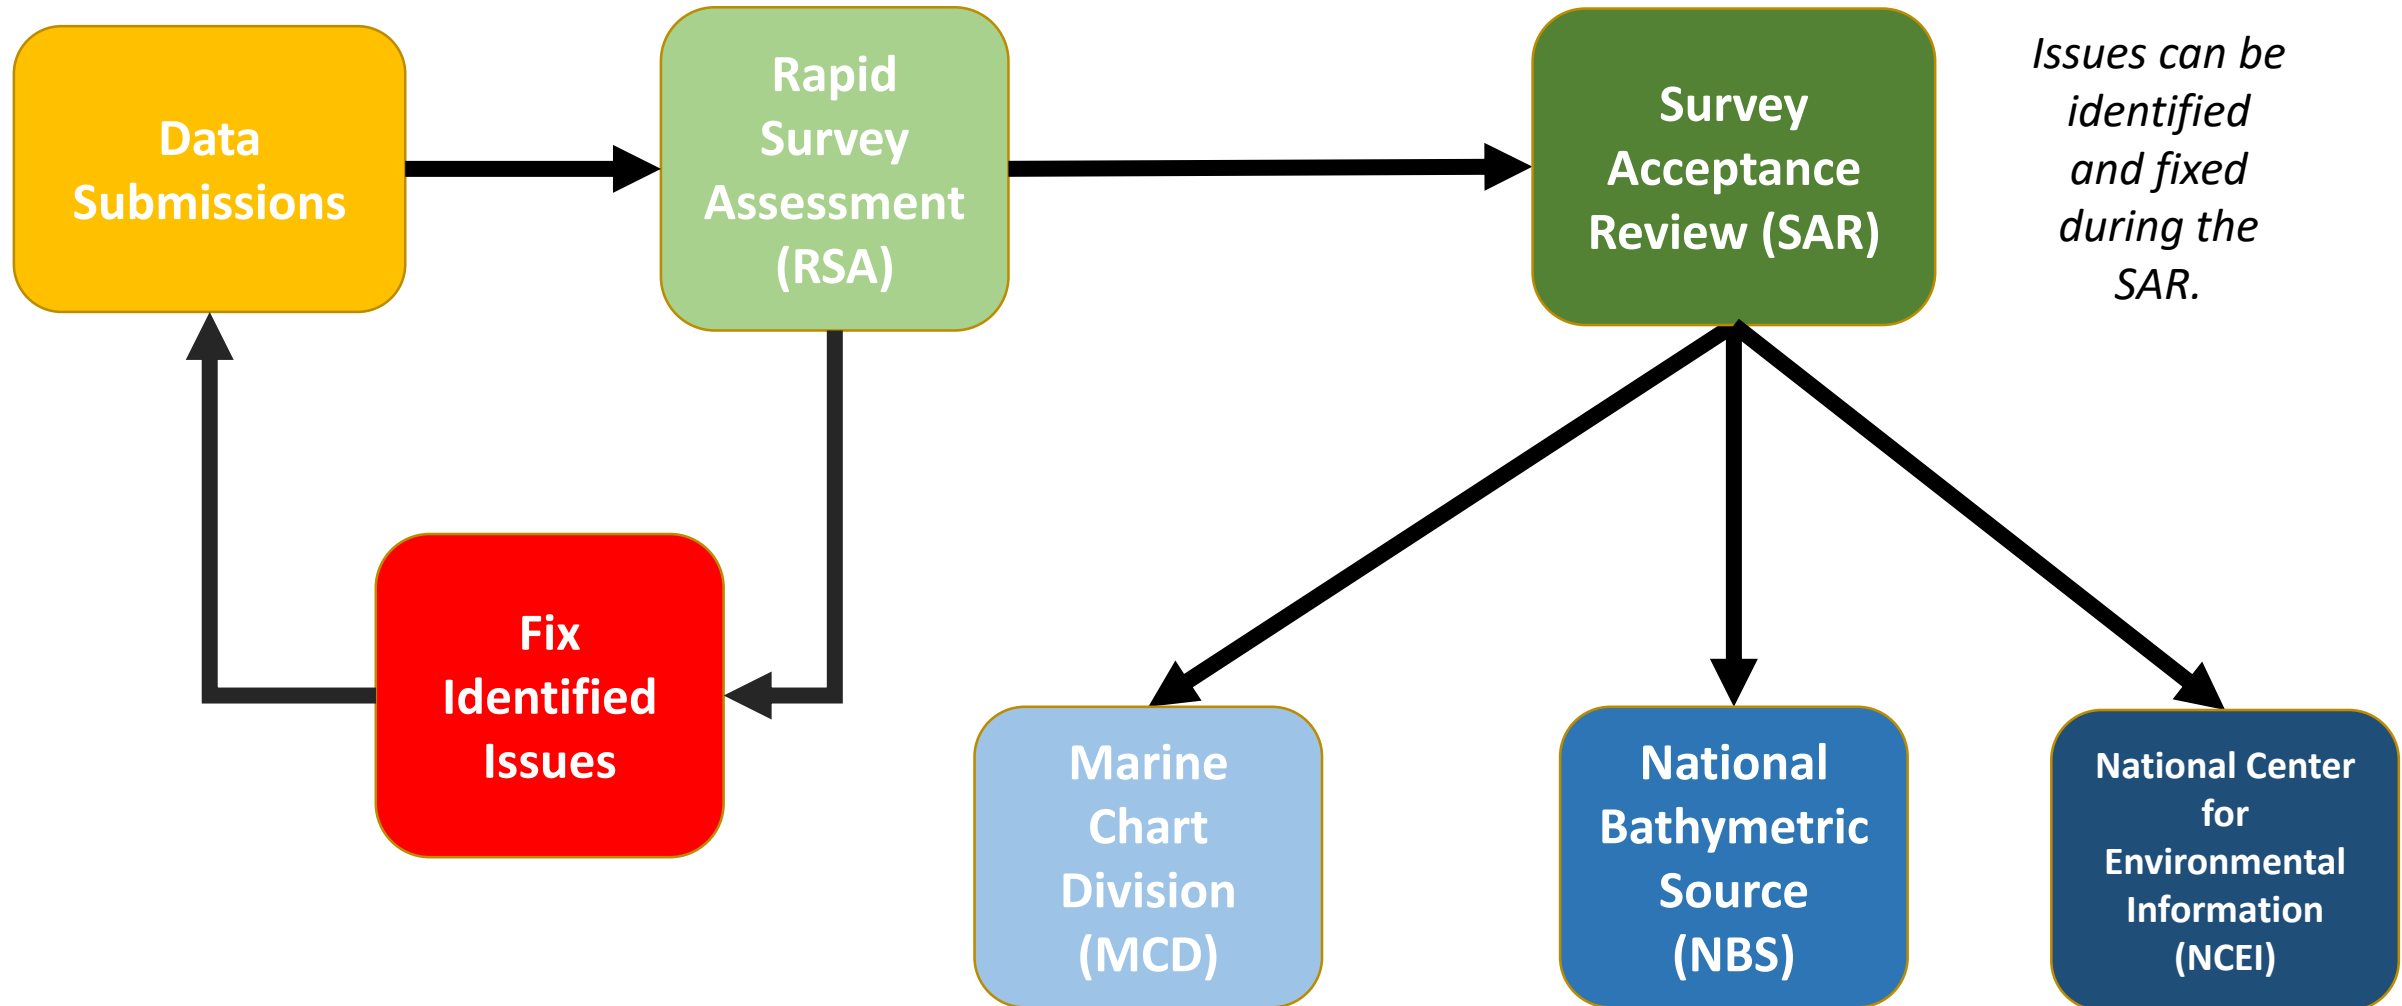 Data
Submissions
Rapid
Survey
Assessment
(RSA)
Survey
Acceptance
Review (SAR)
Issues can be
identified
and fixed
during the
SAR.
Fix
Identified
Issues
Marine
Chart
Division
(MCD)
National
Bathymetric
Source
(NBS)
National Center
for
Environmental
Information
(NCEI)